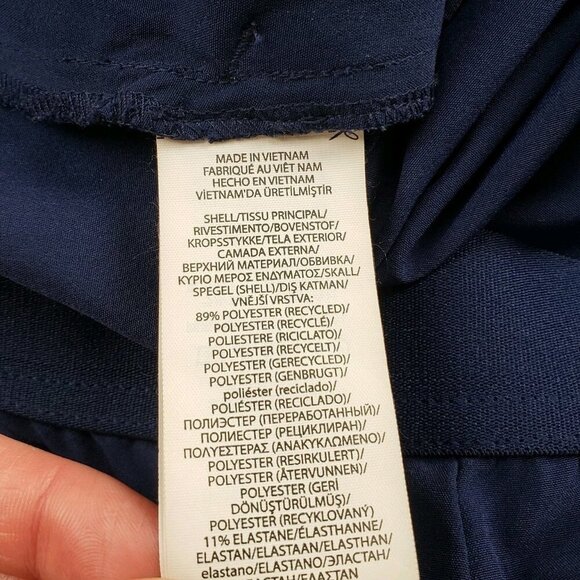 MADE IN VIETNAM
FABRIQUÉ AU VIÊT NAM
HECHO EN VIETNAM
VİETNAM'DA ÜRETİLMİŞTİR
SHELL/TISSU PRINCIPAL/
RIVESTIMENTO/BOVENSTOF/
KROPSSTYKKE/TELA EXTERIOR/
CAMADA EXTERNA/
ВЕРХНИЙ МАТЕРИАЛ/ОБВИВКА/
ΚΥΡΙΟ ΜΕΡΟΣ ΕΝΔΥΜΑΤΟΣ/SKALL/
SPEGEL (SHELL)/DIŞ KATMAN/
VNĚJŠÍ VRSTVA:
89% POLYESTER (RECYCLED)/
POLYESTER (RECYCLÉ)/
POLIESTERE (RICICLATO)/
POLYESTER (RECYCELT)/
POLYESTER (GERECYCLED)/
POLYESTER (GENBRUGT)/
poliéster (reciclado)/
POLIÉSTER (RECICLADO)/
ПОЛИЭСТЕР (ПЕРЕРАБОТАННЫЙ)/
ПОЛИЕСТЕР (РЕЦИКЛИРАН)/
ΠΟΛΥΕΣΤΕΡΑΣ (ΑΝΑΚΥΚΛΩΜΕΝΟ)/
POLYESTER (RESIRKULERT)/
POLYESTER (ÅTERVUNNEN)/
POLYESTER (GERİ
DÖNÜŞTÜRÜLMÜŞ)/
POLYESTER (RECYKLOVANÝ)
11% ELASTANE/ÉLASTHANNE/
ELASTAN/ELASTAAN/ELASTHAN/
elastano/ELASTANO/ЭЛАСТАН/